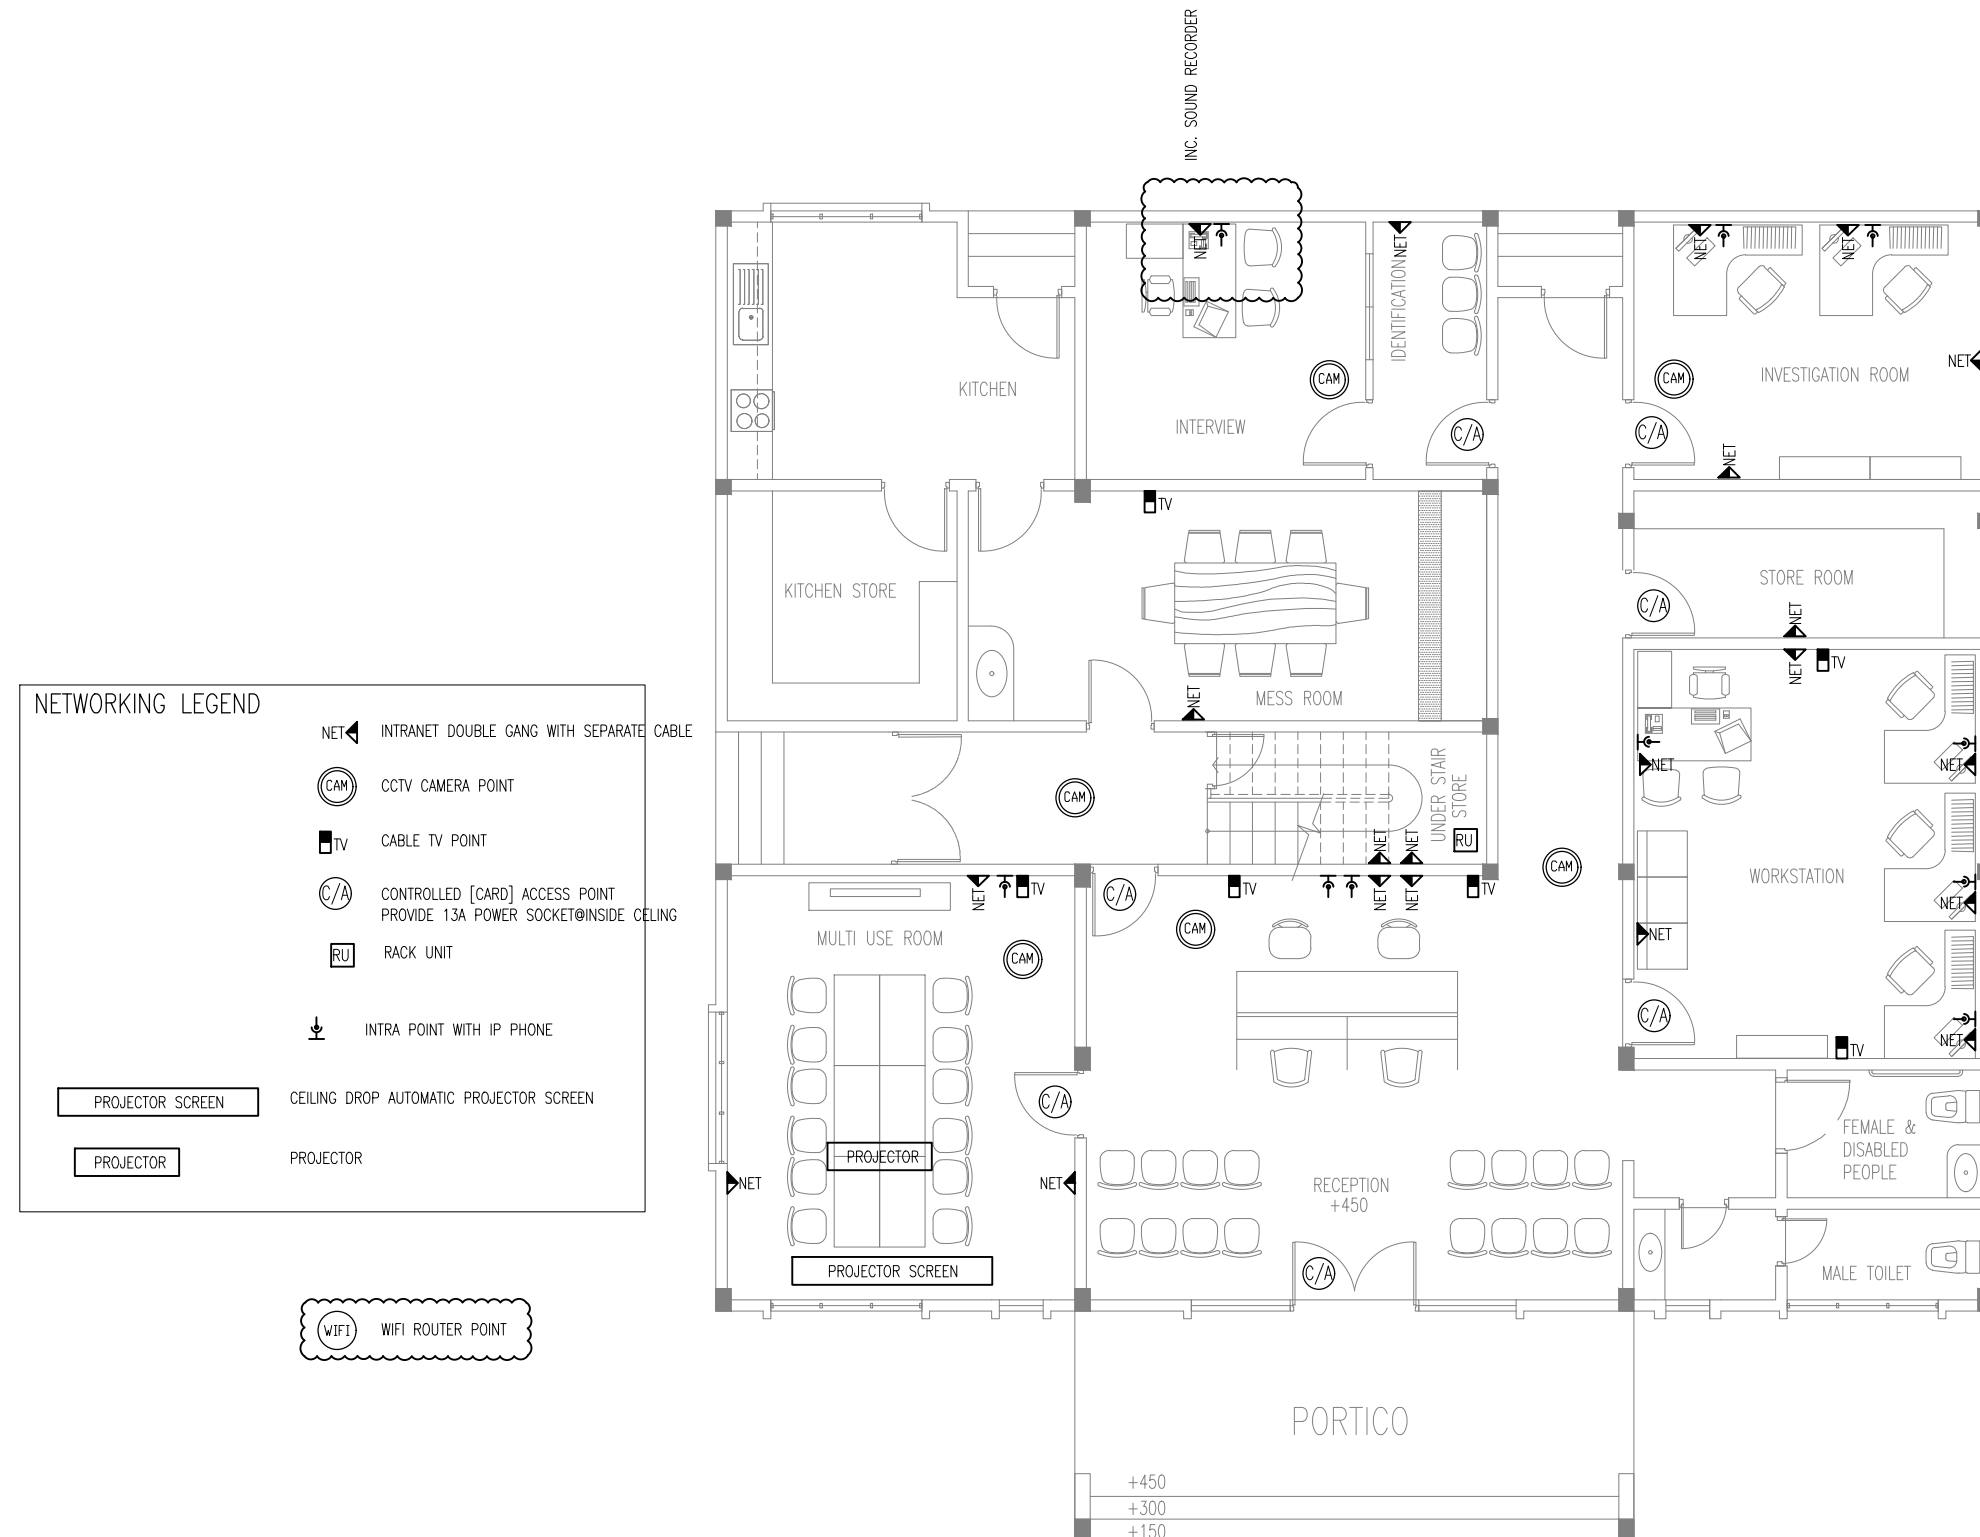 INC. SOUND RECORDER
NET
NET
NET
NET
IDENTIFICATION
CAM
CAM
NET
KITCHEN
INVESTIGATION ROOM
INTERVIEW
C/A
C/A
NET
TV
KITCHEN STORE
STORE ROOM
C/A
NET
NET
TV
MESS ROOM
NET
NETWORKING LEGEND
NET INTRANET DOUBLE GANG WITH SEPARATE CABLE
CAM CCTV CAMERA POINT
TV CABLE TV POINT
C/A CONTROLLED [CARD] ACCESS POINT
PROVIDE 13A POWER SOCKET@INSIDE CELING
RU RACK UNIT
INTRA POINT WITH IP PHONE
PROJECTOR SCREEN CEILING DROP AUTOMATIC PROJECTOR SCREEN
PROJECTOR PROJECTOR
WIFI WIFI ROUTER POINT
NET
NET
CAM
UNDER STAIR
STORE
RU
NET
NET
CAM
WORKSTATION
NET
TV
C/A
TV
NET
NET
TV
NET
NET
MULTI USE ROOM
CAM
CAM
C/A
NET
TV
C/A
PROJECTOR
FEMALE &
DISABLED
PEOPLE
NET
NET
RECEPTION
+450
PROJECTOR SCREEN
C/A
MALE TOILET
PORTICO
+450
+300
+150